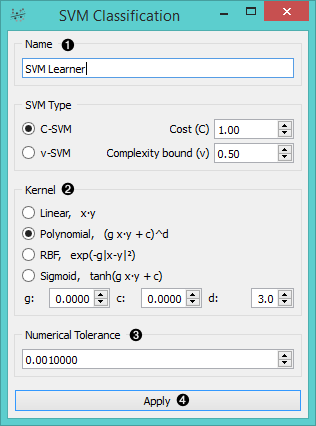 SVM Classification
Name ❶
SVM Learner
SVM Type
C-SVM Cost (C) 1.00
ν-SVM Complexity bound (ν) 0.50
Kernel ❷
Linear, x·y
Polynomial, (g x·y + c)^d
RBF, exp(-g|x-y|²)
Sigmoid, tanh(g x·y + c)
g: 0.0000 c: 0.0000 d: 3.0
Numerical Tolerance ❸
0.0010000
Apply ❹